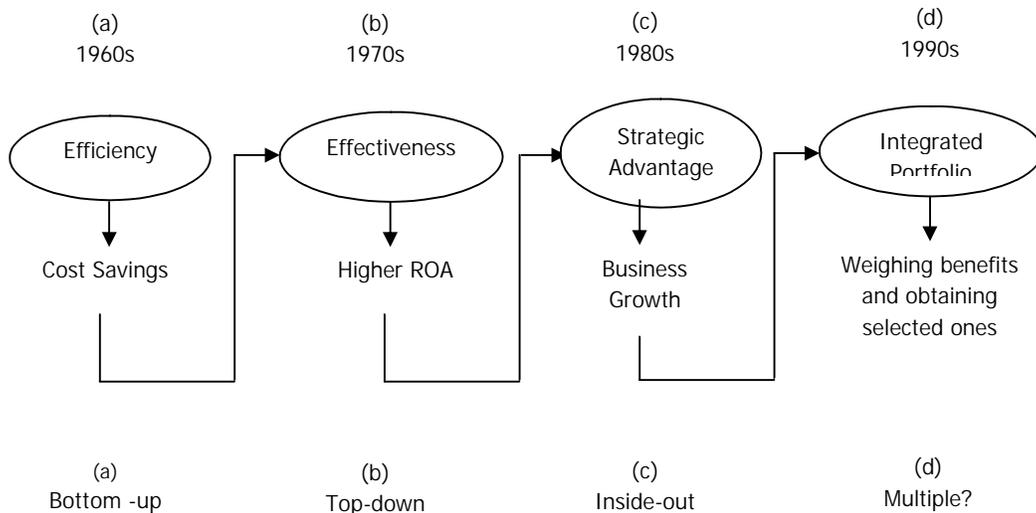 (a)
1960s
(b)
1970s
(c)
1980s
(d)
1990s
Efficiency
Effectiveness
Strategic
Advantage
Integrated
Portfolio
Cost Savings
Higher ROA
Business
Growth
Weighing benefits
and obtaining
selected ones
(a)
Bottom -up
(b)
Top-down
(c)
Inside-out
(d)
Multiple?